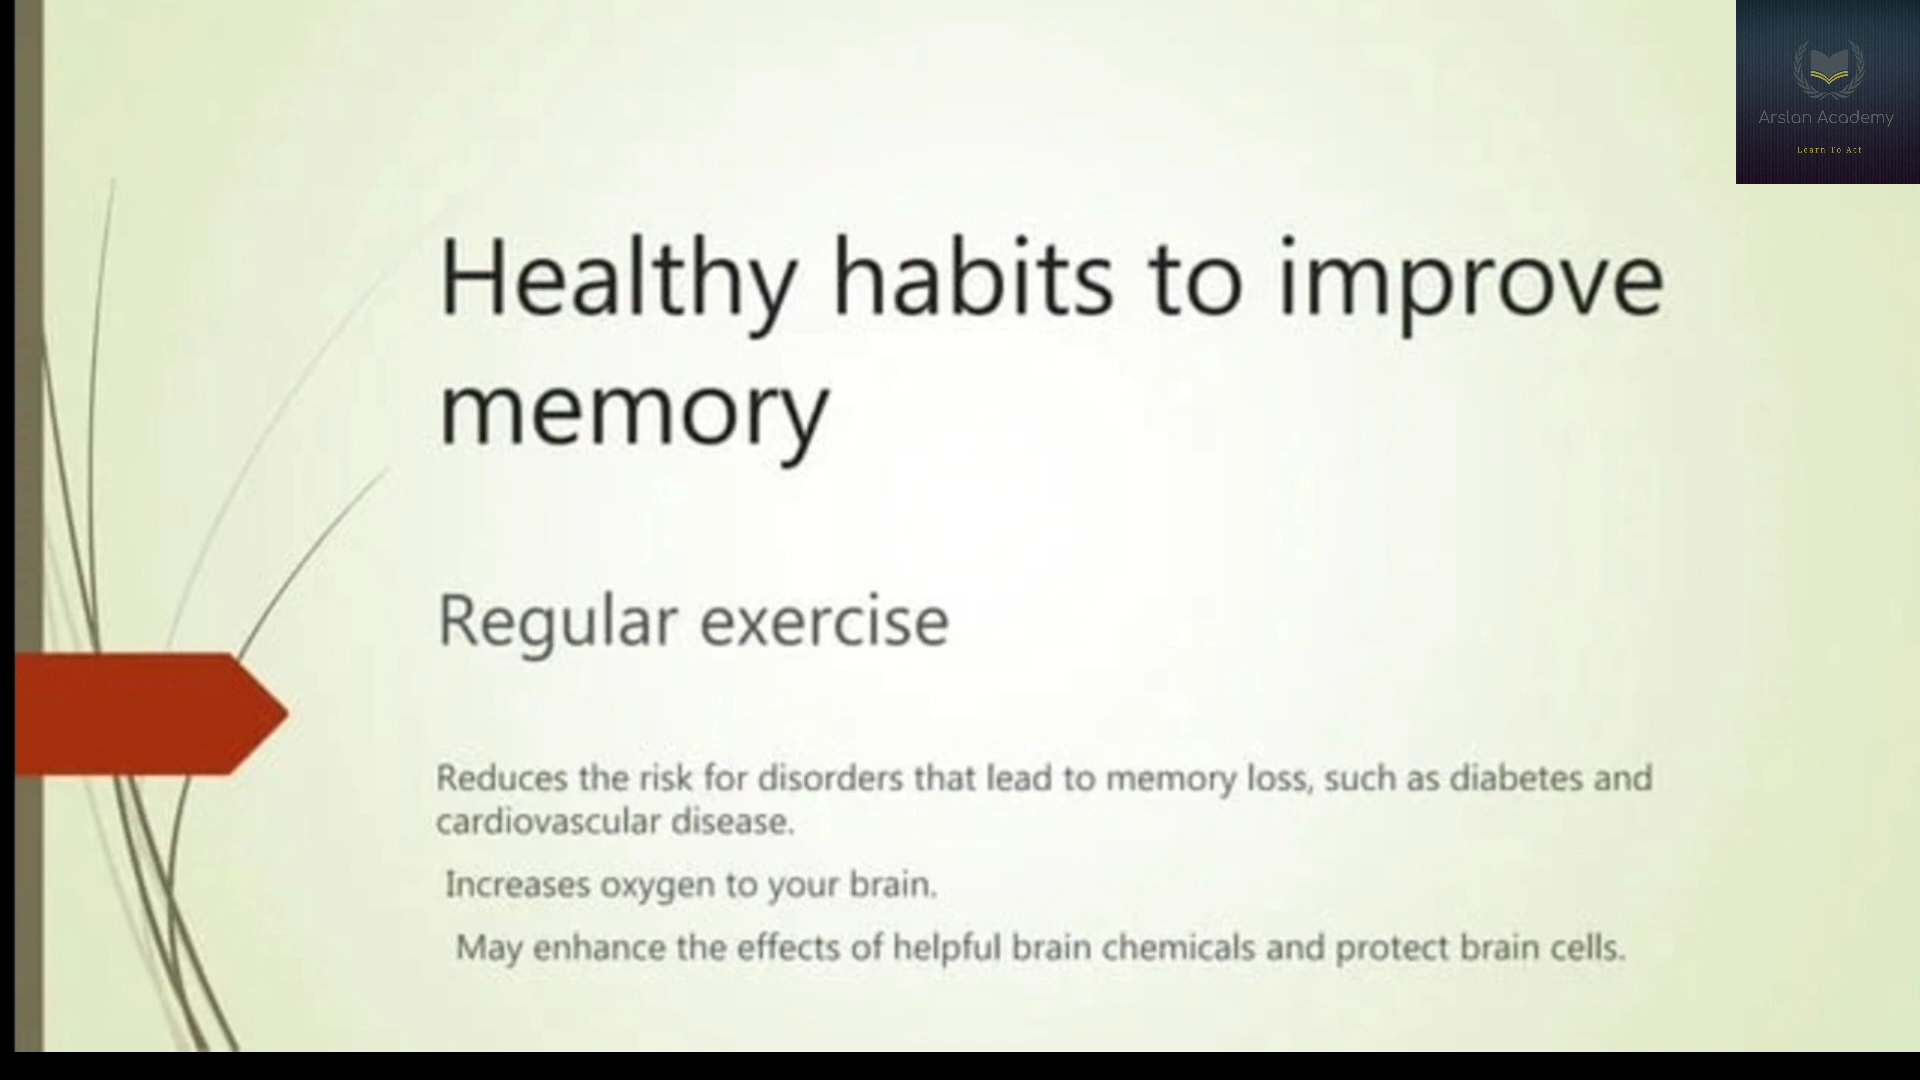 Arslan Academy
Learn To Act
Healthy habits to improve
memory
Regular exercise
Reduces the risk for disorders that lead to memory loss, such as diabetes and
cardiovascular disease.
Increases oxygen to your brain.
May enhance the effects of helpful brain chemicals and protect brain cells.